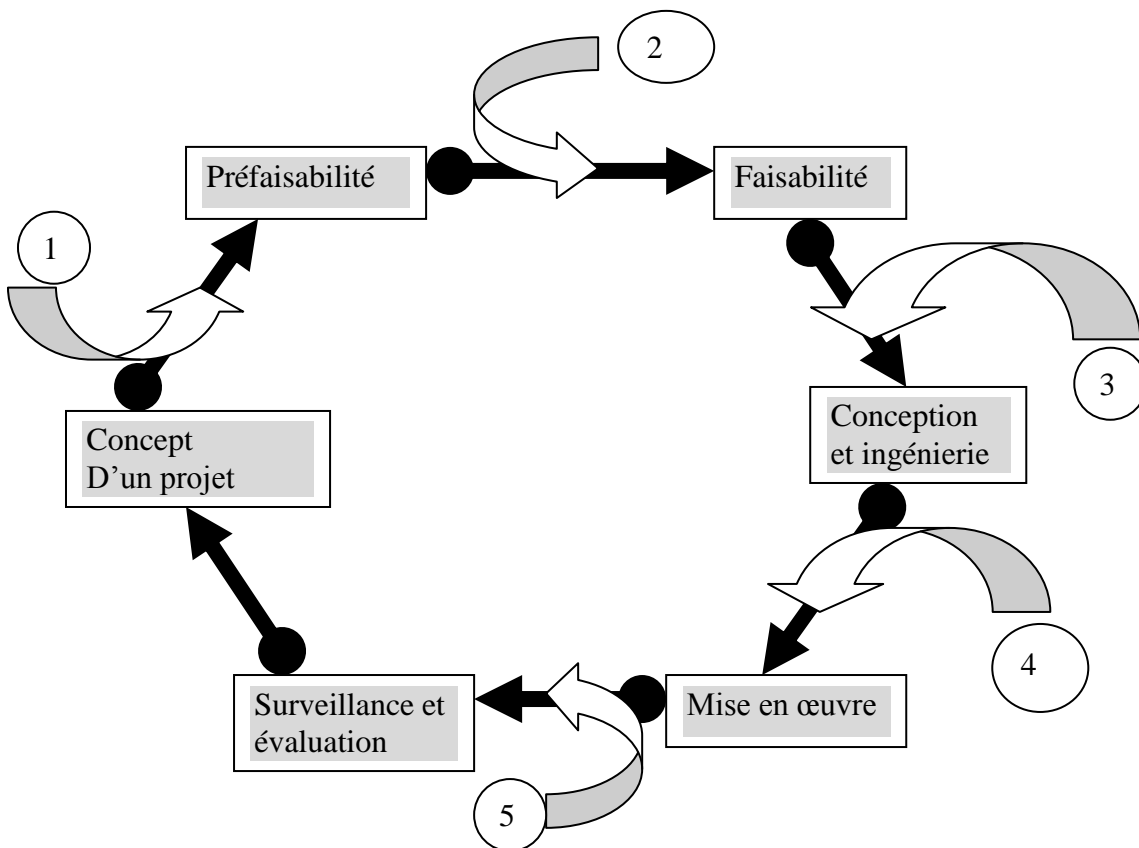 2
Préfaisabilité
Faisabilité
1
3
Concept
D’un projet
Conception
et ingénierie
4
Surveillance et
évaluation
Mise en œuvre
5